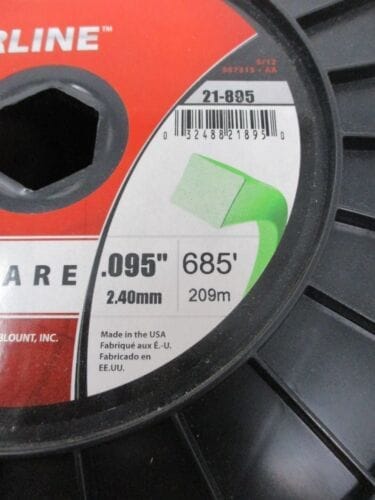 RLINE™
9/12
21-895
0 32488 21895 0
ARE
.095" 685'
2.40mm 209m
BLOUNT, INC.
Made in the USA
Fabriqué aux É.-U.
Fabricado en
EE.UU.